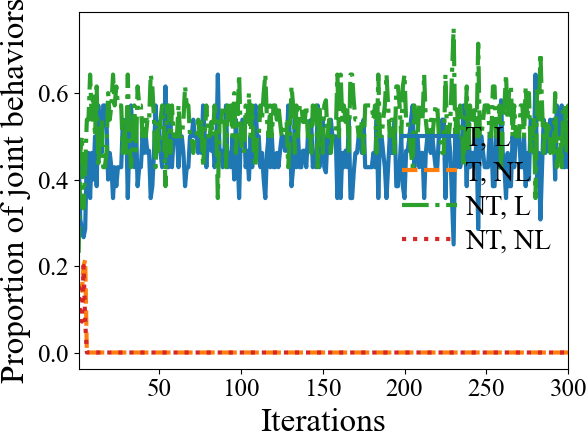 Proportion of joint behaviors
0.6
0.4
0.2
0.0
T, L
T, NL
NT, L
NT, NL
50
100
150
200
250
300
Iterations